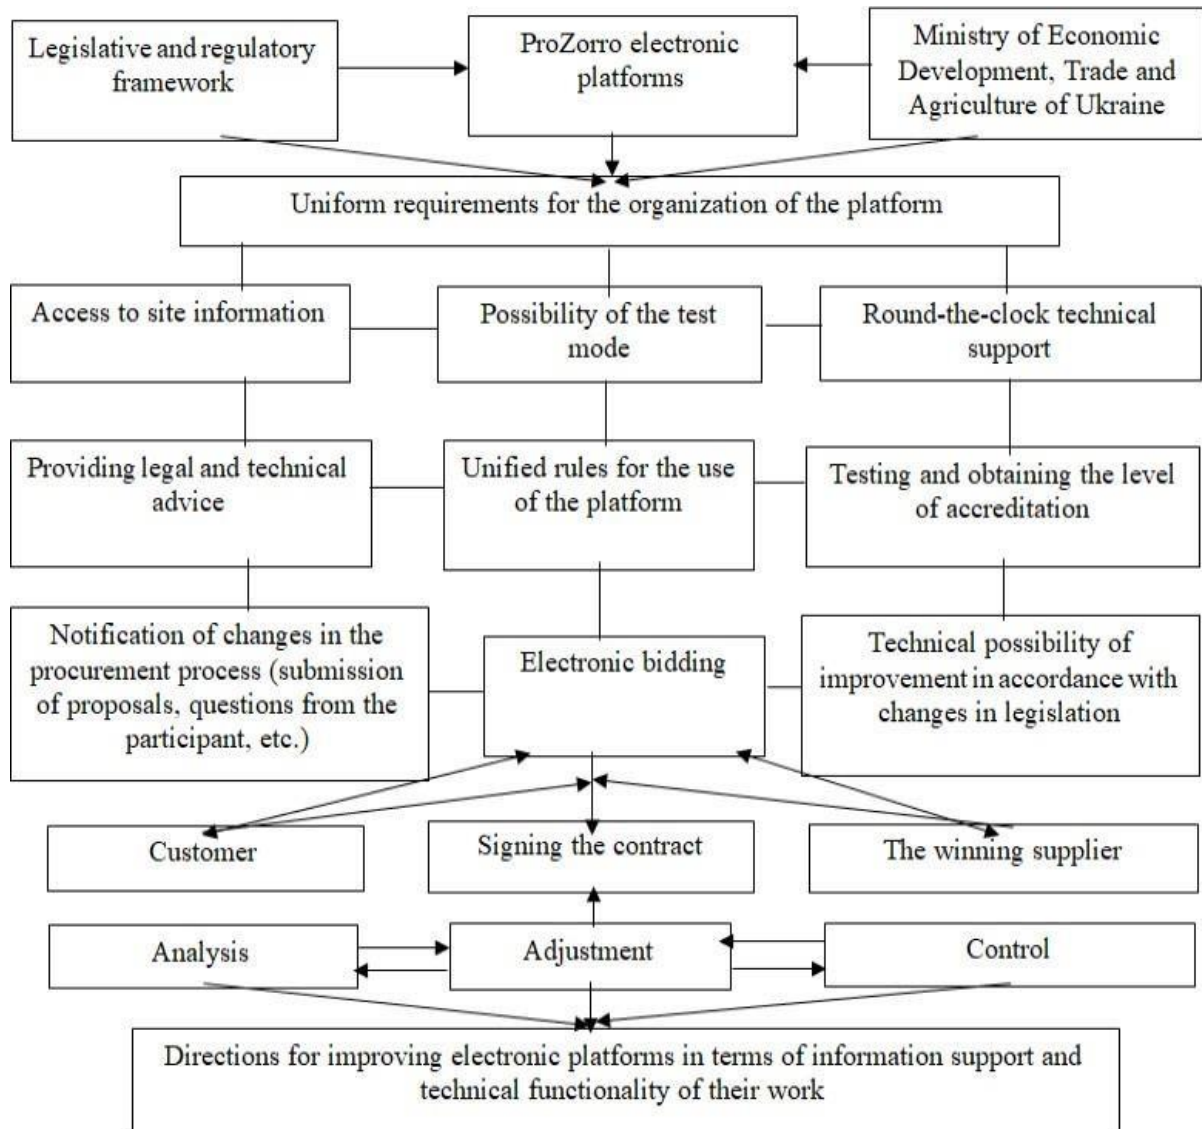 Legislative and regulatory
framework
ProZorro electronic
platforms
Ministry of Economic
Development, Trade and
Agriculture of Ukraine
Uniform requirements for the organization of the platform
Access to site information
Possibility of the test
mode
Round-the-clock technical
support
Providing legal and technical
advice
Unified rules for the use
of the platform
Testing and obtaining the level
of accreditation
Notification of changes in the
procurement process (submission
of proposals, questions from the
participant, etc.)
Electronic bidding
Technical possibility of
improvement in accordance with
changes in legislation
Customer
Signing the contract
The winning supplier
Analysis
Adjustment
Control
Directions for improving electronic platforms in terms of information support and
technical functionality of their work